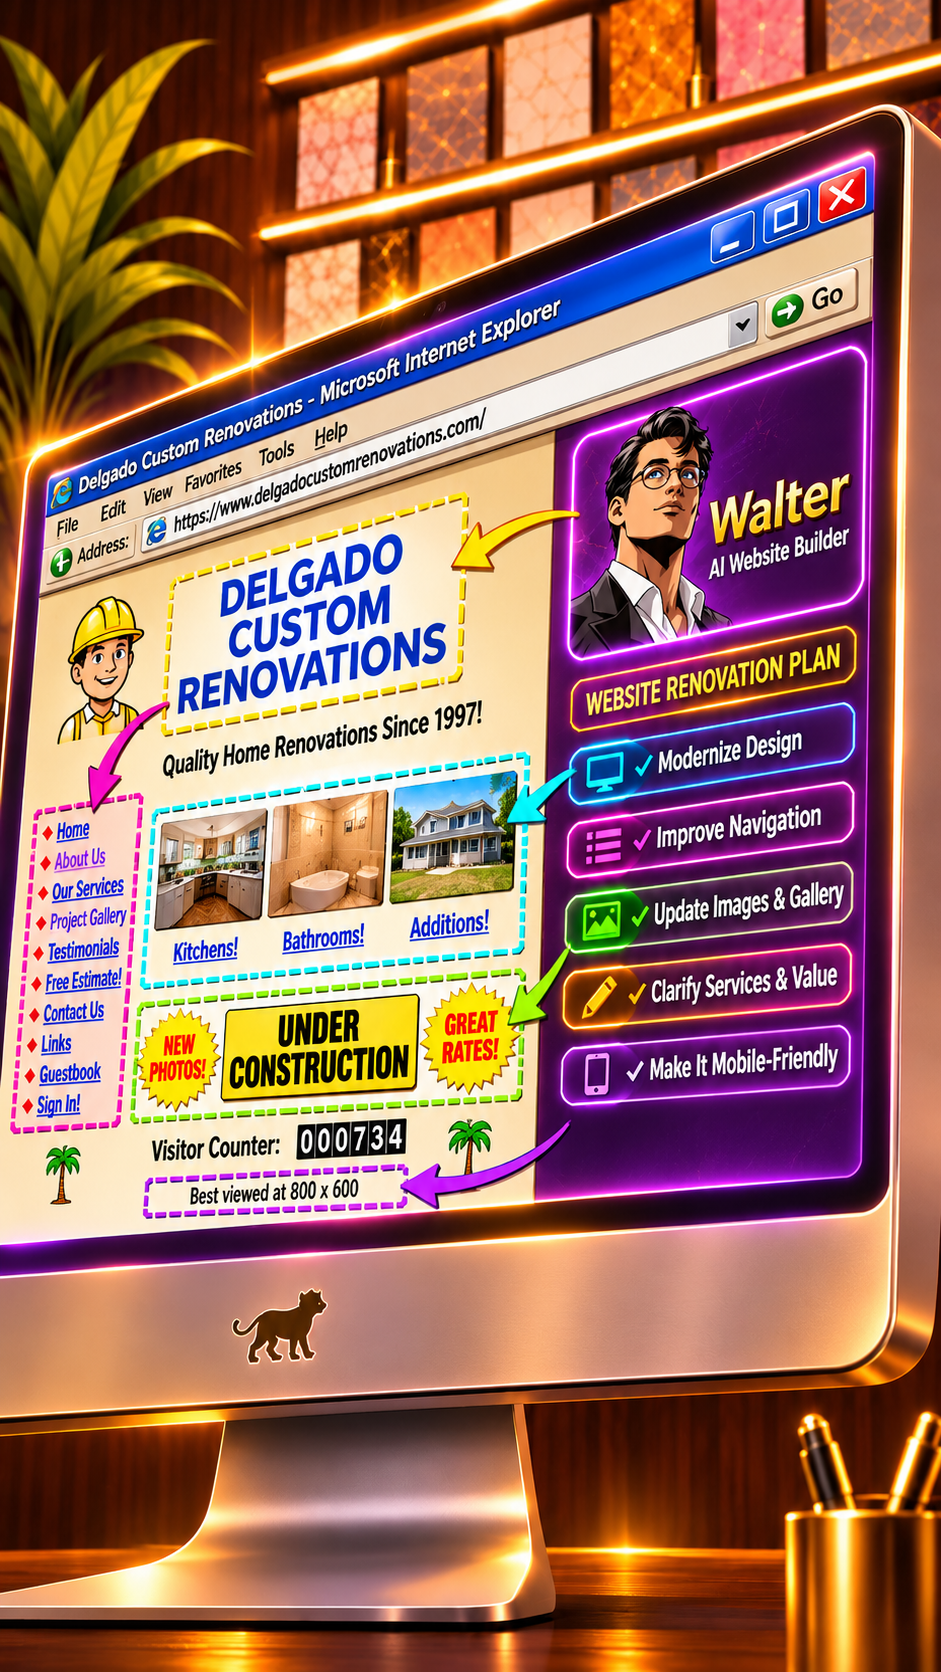 Delgado Custom Renovations - Microsoft Internet Explorer
File Edit View Favorites Tools Help
Address: https://www.delgadocustomrenovations.com/
Go
DELGADO
CUSTOM
RENOVATIONS
Quality Home Renovations Since 1997!
Home
About Us
Our Services
Project Gallery
Testimonials
Free Estimate!
Contact Us
Links
Guestbook
Sign In!
Kitchens!
Bathrooms!
Additions!
NEW
PHOTOS!
UNDER
CONSTRUCTION
GREAT
RATES!
Visitor Counter: 000734
Best viewed at 800 x 600
Walter
AI Website Builder
WEBSITE RENOVATION PLAN
✓ Modernize Design
✓ Improve Navigation
✓ Update Images & Gallery
✓ Clarify Services & Value
✓ Make It Mobile-Friendly